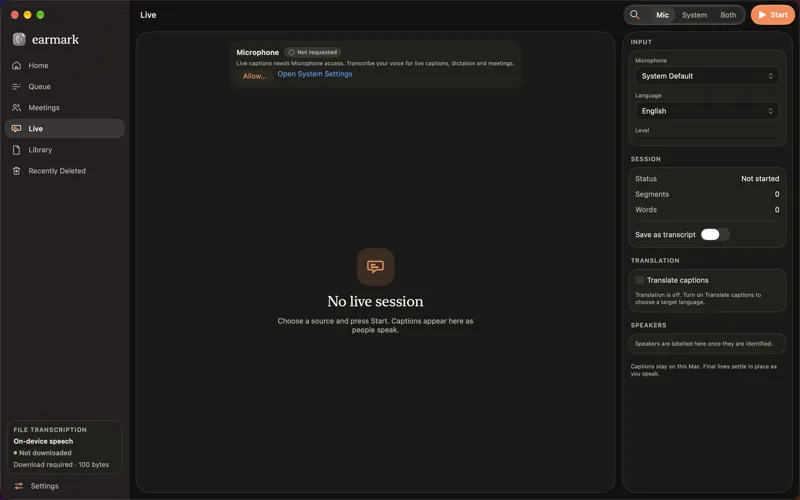 earmark
Home
Queue
Meetings
Live
Library
Recently Deleted
FILE TRANSCRIPTION
On-device speech
Not downloaded
Download required · 100 bytes
Settings
Live
Mic
System
Both
Start
Microphone
Not requested
Live captions needs Microphone access. Transcribe your voice for live captions, dictation and meetings.
Allow...
Open System Settings
No live session
Choose a source and press Start. Captions appear here as
people speak.
INPUT
Microphone
System Default
Language
English
Level
SESSION
Status Not started
Segments 0
Words 0
Save as transcript
TRANSLATION
Translate captions
Translation is off. Turn on Translate captions to
choose a target language.
SPEAKERS
Speakers are labelled here once they are identified.
Captions stay on this Mac. Final lines settle in place as
you speak.